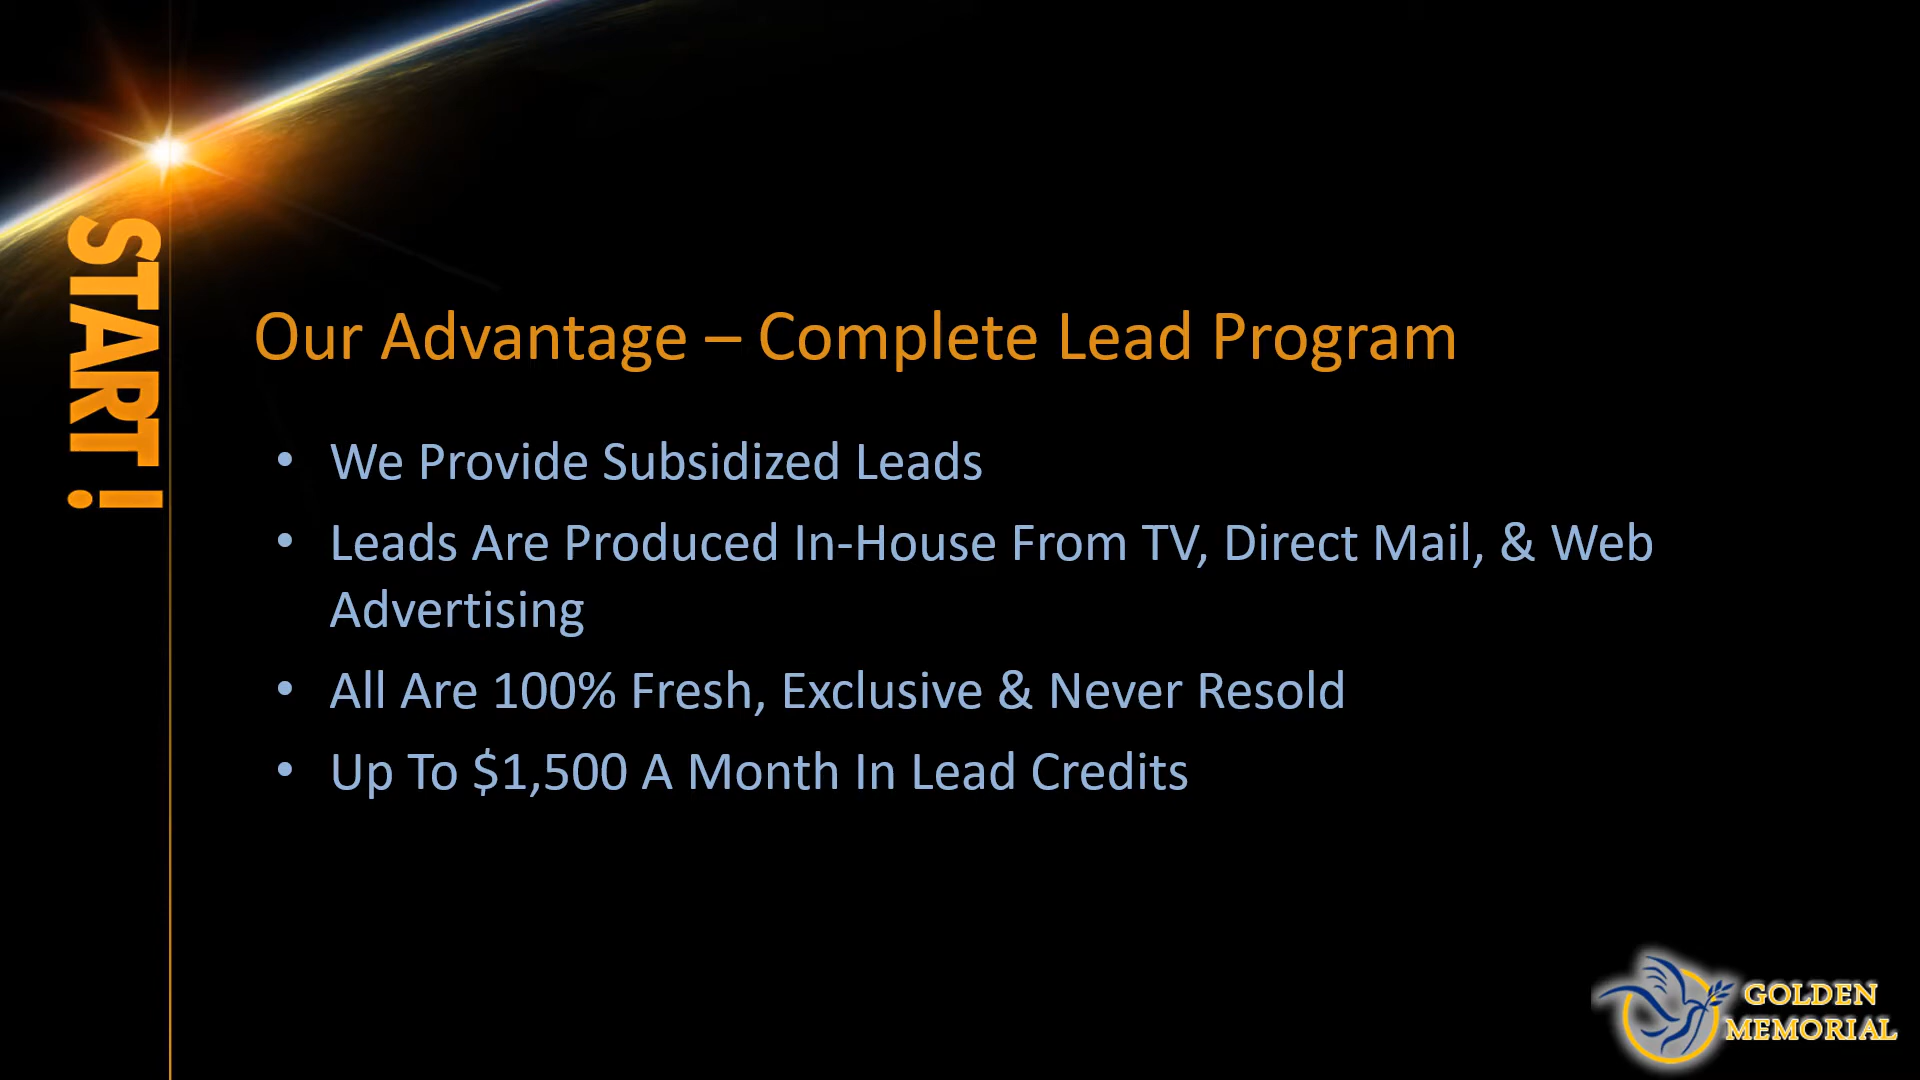 START !
Our Advantage – Complete Lead Program
• We Provide Subsidized Leads
• Leads Are Produced In-House From TV, Direct Mail, & Web
Advertising
• All Are 100% Fresh, Exclusive & Never Resold
• Up To $1,500 A Month In Lead Credits
GOLDEN
MEMORIAL